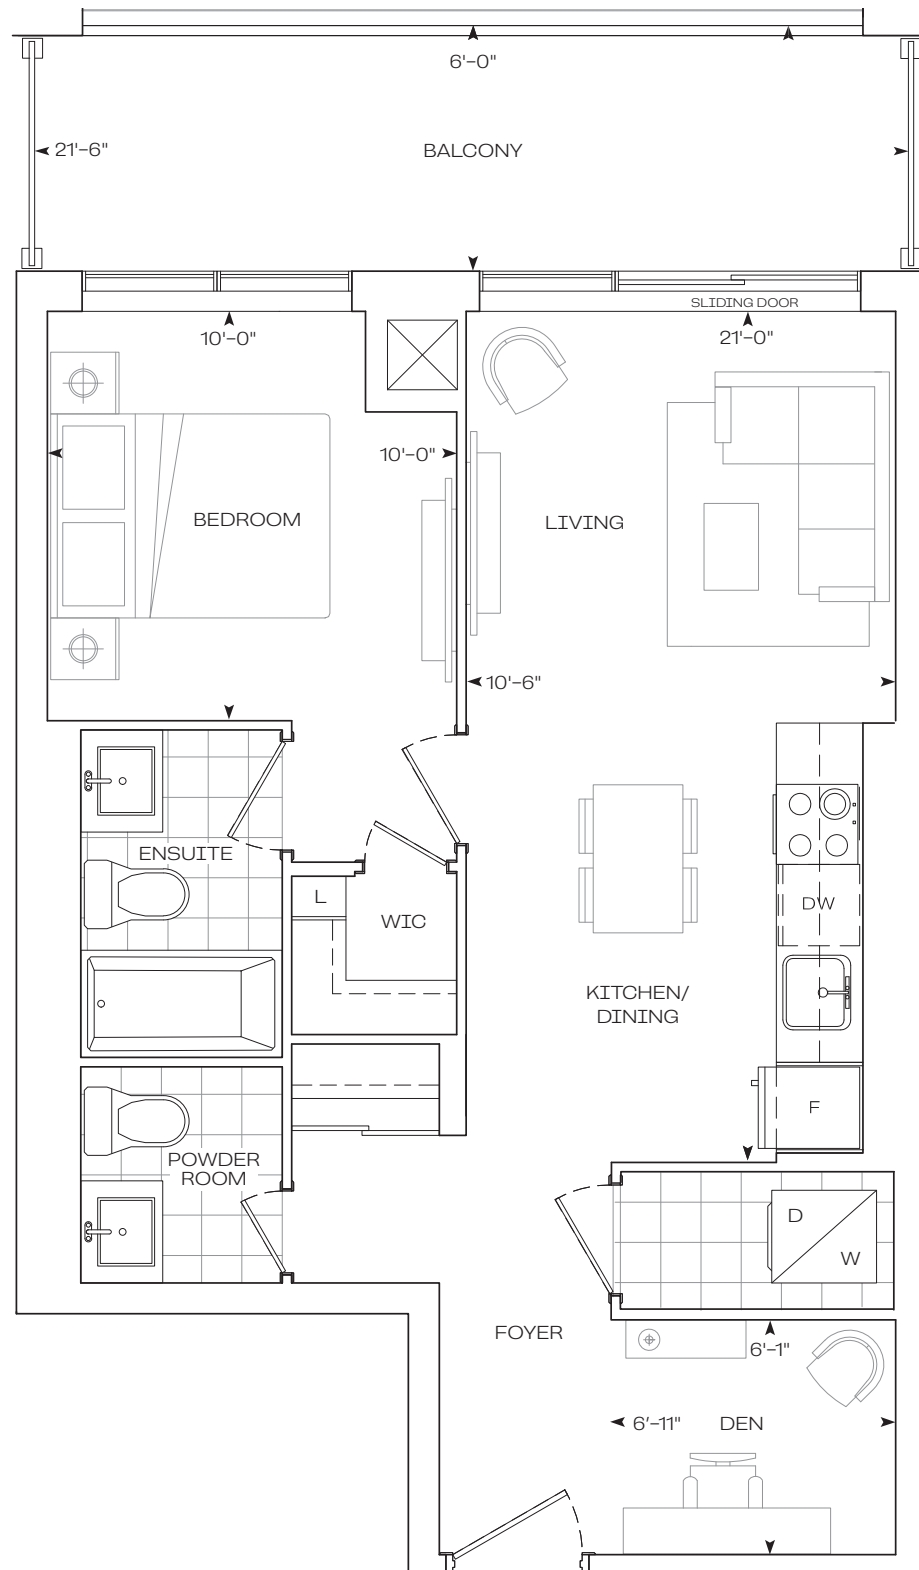 6'-0"
21'-6"
BALCONY
SLIDING DOOR
10'-0"
21'-0"
10'-0"
BEDROOM
LIVING
10'-6"
ENSUITE
L
WIC
DW
KITCHEN/
DINING
F
POWDER
ROOM
D
W
FOYER
6'-1"
6'-11"
DEN